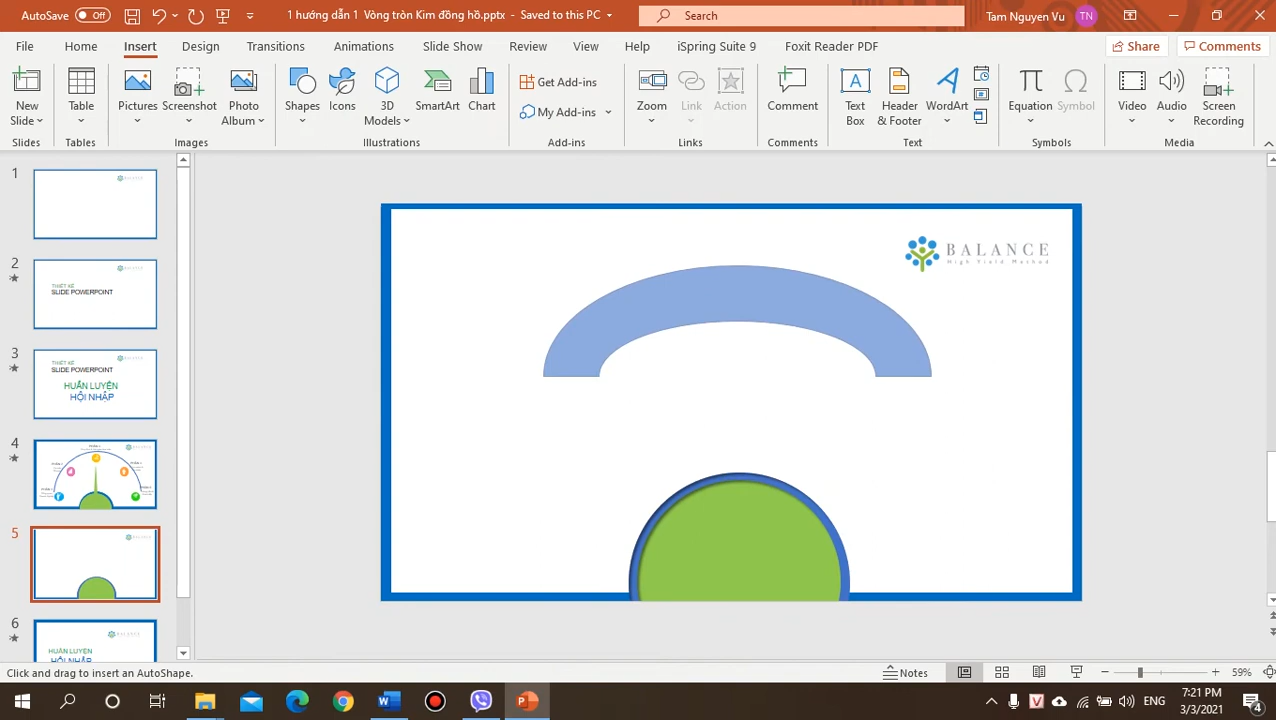 AutoSave Off 1 hướng dẫn 1 Vòng tròn Kim đồng hồ.pptx - Saved to this PC Search Tam Nguyen Vu TN
File Home Insert Design Transitions Animations Slide Show Review View Help iSpring Suite 9 Foxit Reader PDF Share Comments
New Slide Table Pictures Screenshot Photo Album Shapes Icons 3D Models SmartArt Chart Get Add-ins My Add-ins Zoom Link Action Comment Text Box Header & Footer WordArt Equation Symbol Video Audio Screen Recording
Slides Tables Images Illustrations Add-ins Links Comments Text Symbols Media
1
2
THIẾT KẾ
SLIDE POWERPOINT
3
THIẾT KẾ
SLIDE POWERPOINT
HUẤN LUYỆN
HỘI NHẬP
4
5
6
HUẤN LUYỆN
HỘI NHẬP
BALANCE
High Yield Method
Click and drag to insert an AutoShape. Notes 59%
ENG 7:21 PM
3/3/2021
4